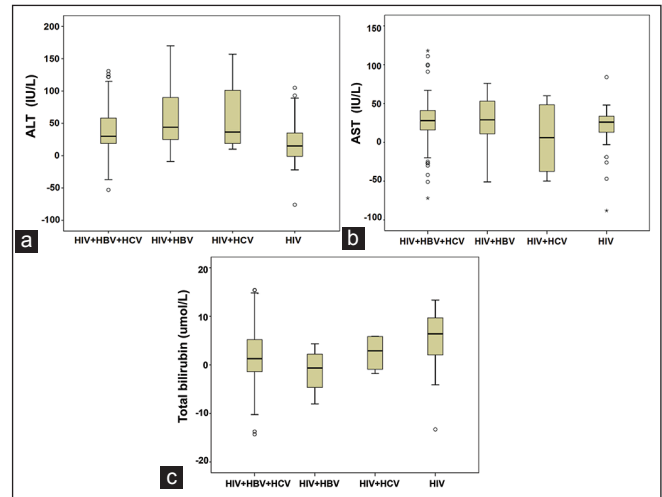 200
150
100
50
0
-50
-100
ALT (IU/L)
HIV+HBV+HCV HIV+HBV HIV+HCV HIV
a
100
50
0
-50
-100
AST (IU/L)
HIV+HBV+HCV HIV+HBV HIV+HCV HIV
b
20
10
0
-10
-20
Total bilirubin (umol/L)
HIV+HBV+HCV HIV+HBV HIV+HCV HIV
c